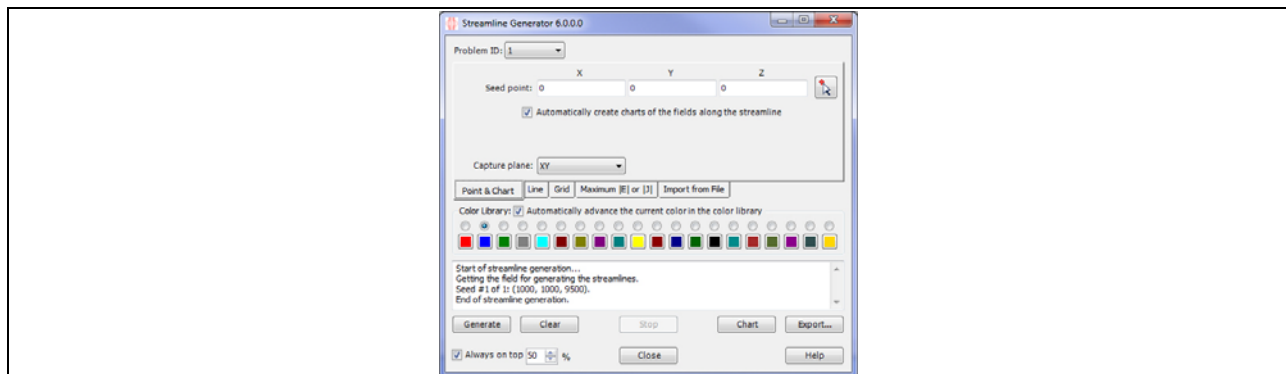 Streamline Generator 6.0.0.0
Problem ID: 1
X Y Z
Seed point: 0 0 0
Automatically create charts of the fields along the streamline
Capture plane: XY
Point & Chart Line Grid Maximum |E| or |J| Import from File
Color Library: Automatically advance the current color in the color library
Start of streamline generation...
Getting the field for generating the streamlines.
Seed #1 of 1: (1000, 1000, 9500).
End of streamline generation.
Generate Clear Stop Chart Export...
Always on top 50 % Close Help